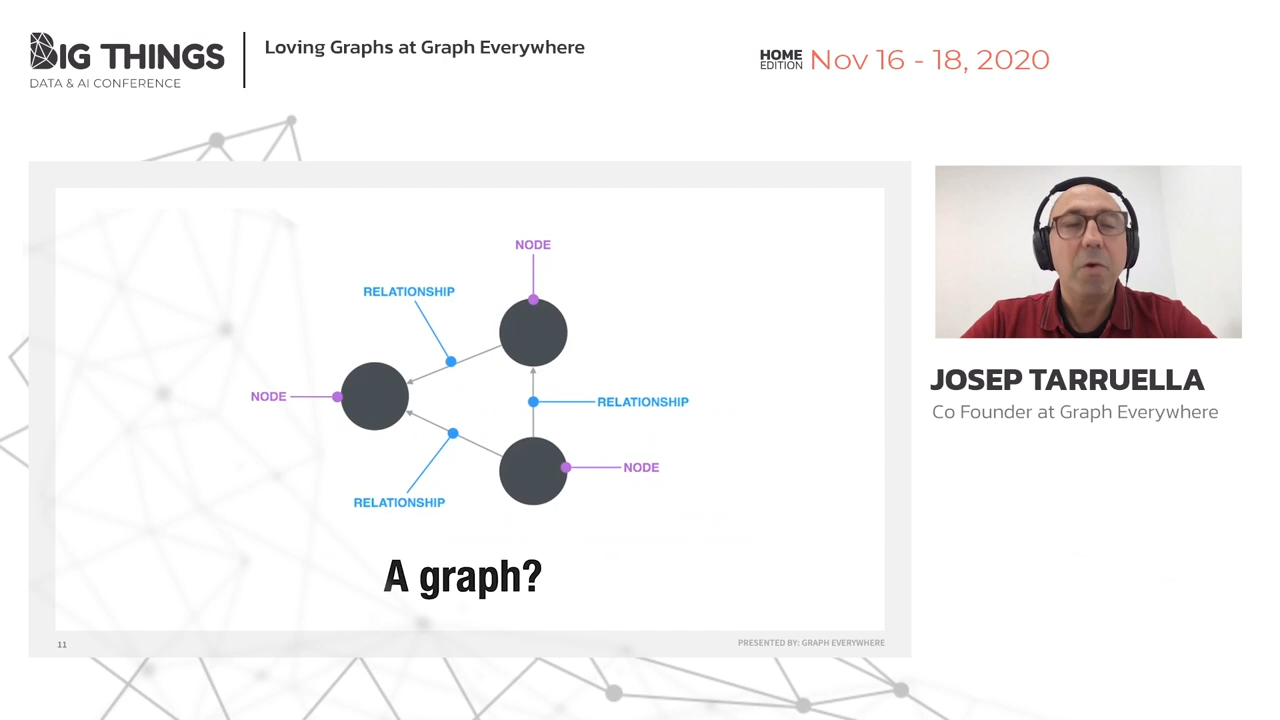 BIG THINGS
DATA & AI CONFERENCE
Loving Graphs at Graph Everywhere
HOME
EDITION
Nov 16 - 18, 2020
NODE
RELATIONSHIP
NODE
RELATIONSHIP
NODE
RELATIONSHIP
A graph?
11
PRESENTED BY: GRAPH EVERYWHERE
JOSEP TARRUELLA
Co Founder at Graph Everywhere